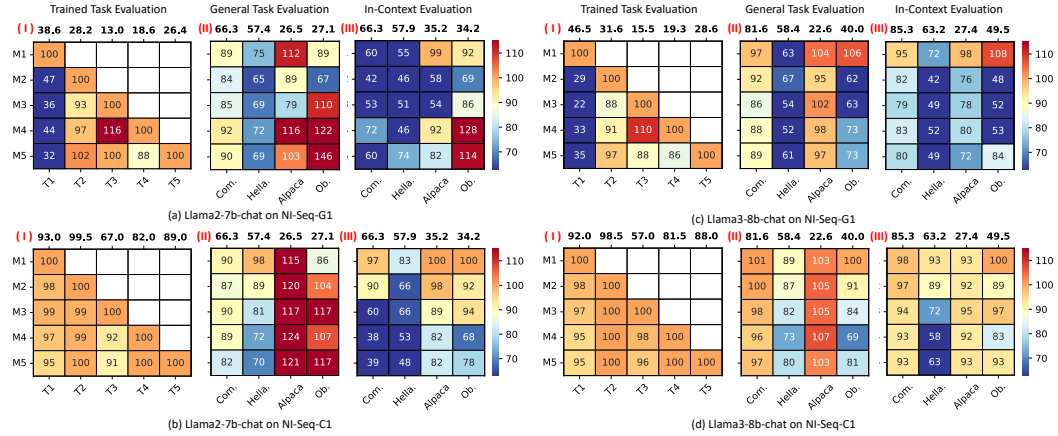 Trained Task Evaluation General Task Evaluation In-Context Evaluation Trained Task Evaluation General Task Evaluation In-Context Evaluation
( I ) 38.6 28.2 13.0 18.6 26.4 (II) 66.3 57.4 26.5 27.1 (III) 66.3 57.9 35.2 34.2 ( I ) 46.5 31.6 15.5 19.3 28.6 (II) 81.6 58.4 22.6 40.0 (III) 85.3 63.2 27.4 49.5
M1 100 89 75 112 89 60 55 99 92 M1 100 97 63 104 106 95 72 98 108 110
M2 47 100 84 65 89 67 42 46 58 69 M2 29 100 92 67 95 62 82 42 76 48 100
M3 36 93 100 85 69 79 110 53 51 54 86 M3 22 88 100 86 54 102 63 79 49 78 52 90
M4 44 97 116 100 92 72 116 122 72 46 92 128 M4 33 91 110 100 88 52 98 73 83 52 80 53 80
M5 32 102 100 88 100 90 69 103 146 60 74 82 114 M5 35 97 88 86 100 89 61 97 73 80 49 72 84 70
T1 T2 T3 T4 T5 Com. Hella. Alpaca Ob. Com. Hella. Alpaca Ob. T1 T2 T3 T4 T5 Com. Hella. Alpaca Ob. Com. Hella. Alpaca Ob.
110
100
90
80
70
(a) Llama2-7b-chat on NI-Seq-G1 (c) Llama3-8b-chat on NI-Seq-G1
( I ) 93.0 99.5 67.0 82.0 89.0 (II) 66.3 57.4 26.5 27.1 (III) 66.3 57.9 35.2 34.2 ( I ) 92.0 98.5 57.0 81.5 88.0 (II) 81.6 58.4 22.6 40.0 (III) 85.3 63.2 27.4 49.5
M1 100 90 98 115 86 97 83 100 100 110 M1 100 101 89 103 100 98 93 93 100 110
M2 98 100 87 89 120 104 90 66 98 92 100 M2 98 100 100 87 105 91 97 89 92 89 100
M3 99 99 100 89 81 117 117 60 66 89 94 90 M3 97 100 100 98 82 105 84 93 72 95 97 90
M4 97 99 92 100 89 72 124 107 38 53 82 68 80 M4 96 100 98 100 96 73 107 69 93 58 92 83 80
M5 95 100 91 100 100 82 70 121 117 39 48 82 78 70 M5 95 100 96 100 100 97 80 103 81 93 63 93 93 70
T1 T2 T3 T4 T5 Com. Hella. Alpaca Ob. Com. Hella. Alpaca Ob. T1 T2 T3 T4 T5 Com. Hella. Alpaca Ob. Com. Hella. Alpaca Ob.
(b) Llama2-7b-chat on NI-Seq-C1 (d) Llama3-8b-chat on NI-Seq-C1